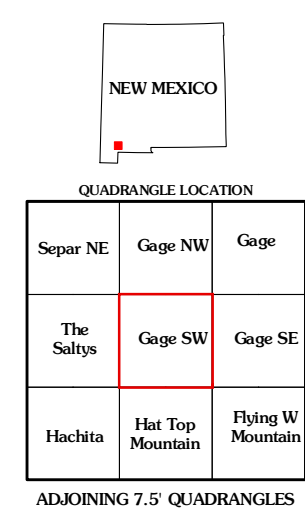 NEW MEXICO
QUADRANGLE LOCATION
Separ NE
Gage NW
Gage
The
Saltys
Gage SW
Gage SE
Hachita
Hat Top
Mountain
Flying W
Mountain
ADJOINING 7.5' QUADRANGLES